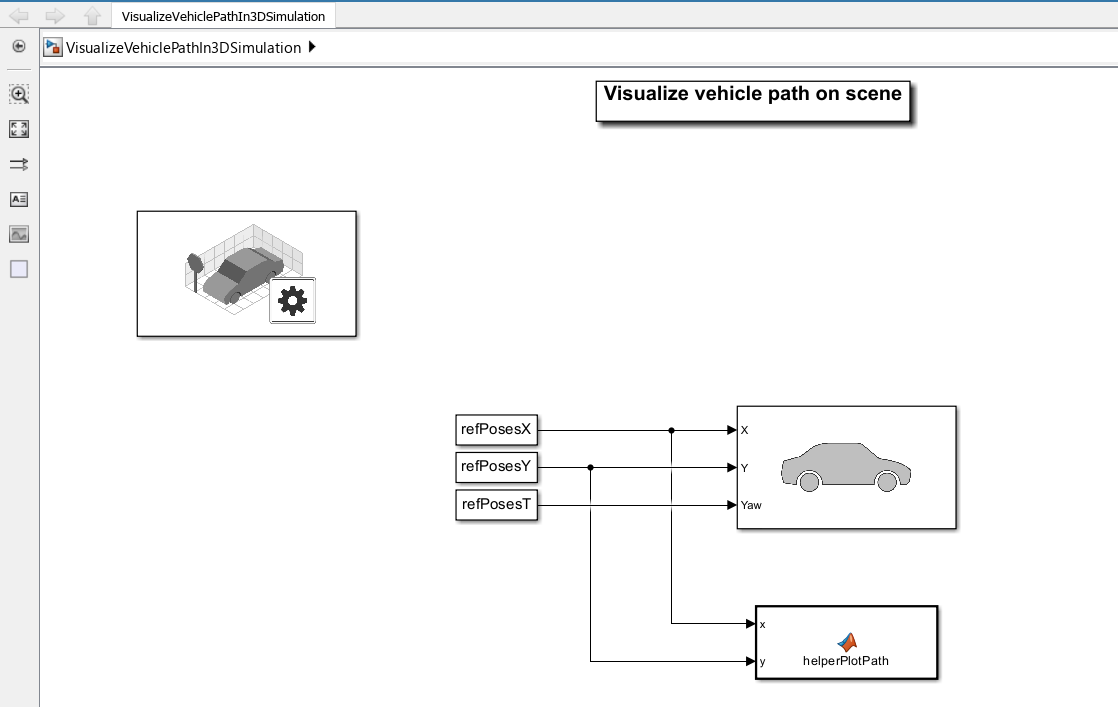 VisualizeVehiclePathIn3DSimulation
VisualizeVehiclePathIn3DSimulation
Visualize vehicle path on scene
refPosesX
X
refPosesY
Y
refPosesT
Yaw
x
helperPlotPath
y